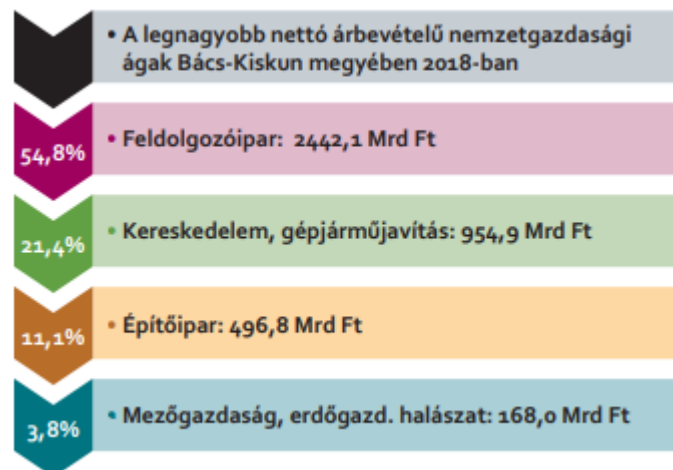 • A legnagyobb nettó árbevételű nemzetgazdasági
ágak Bács-Kiskun megyében 2018-ban
54,8%
• Feldolgozóipar: 2442,1 Mrd Ft
21,4%
• Kereskedelem, gépjárműjavítás: 954,9 Mrd Ft
11,1%
• Építőipar: 496,8 Mrd Ft
3,8%
• Mezőgazdaság, erdőgazd. halászat: 168,0 Mrd Ft